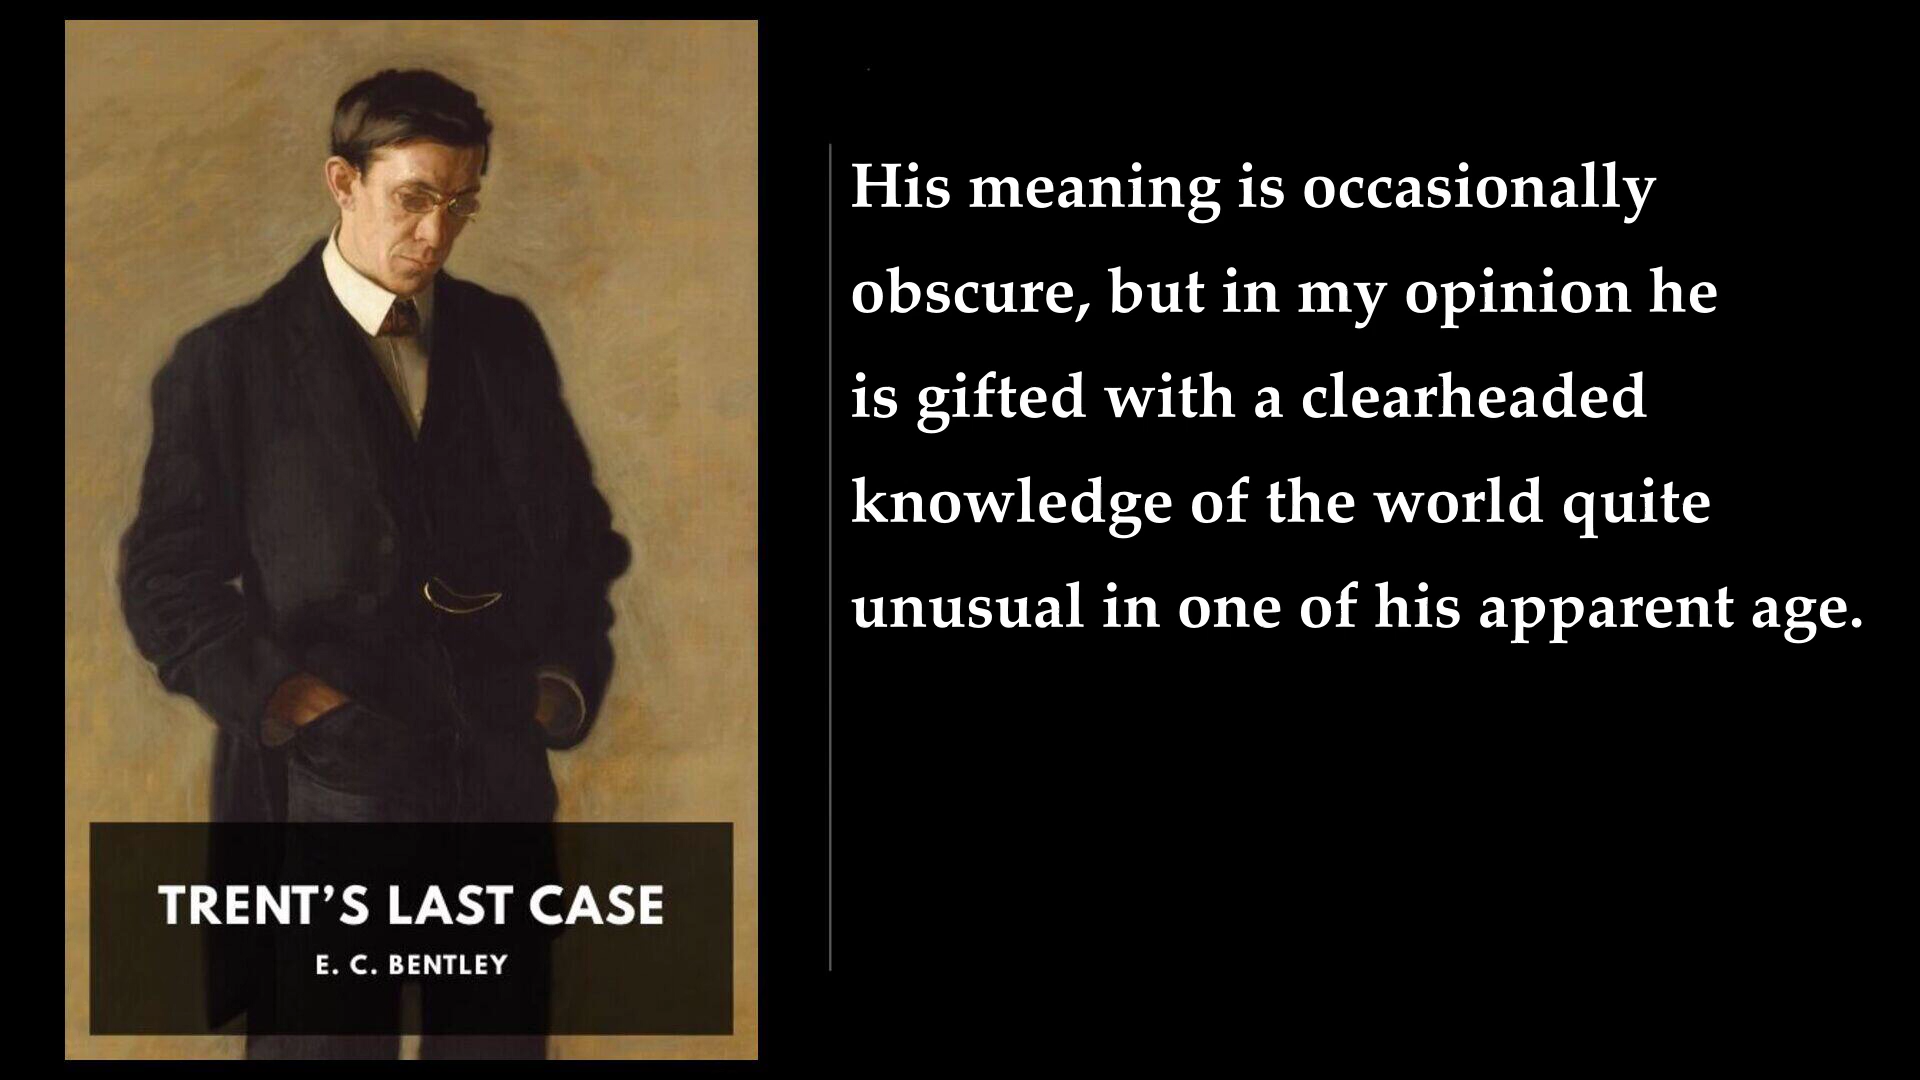 TRENT’S LAST CASE
E. C. BENTLEY
His meaning is occasionally
obscure, but in my opinion he
is gifted with a clearheaded
knowledge of the world quite
unusual in one of his apparent age.